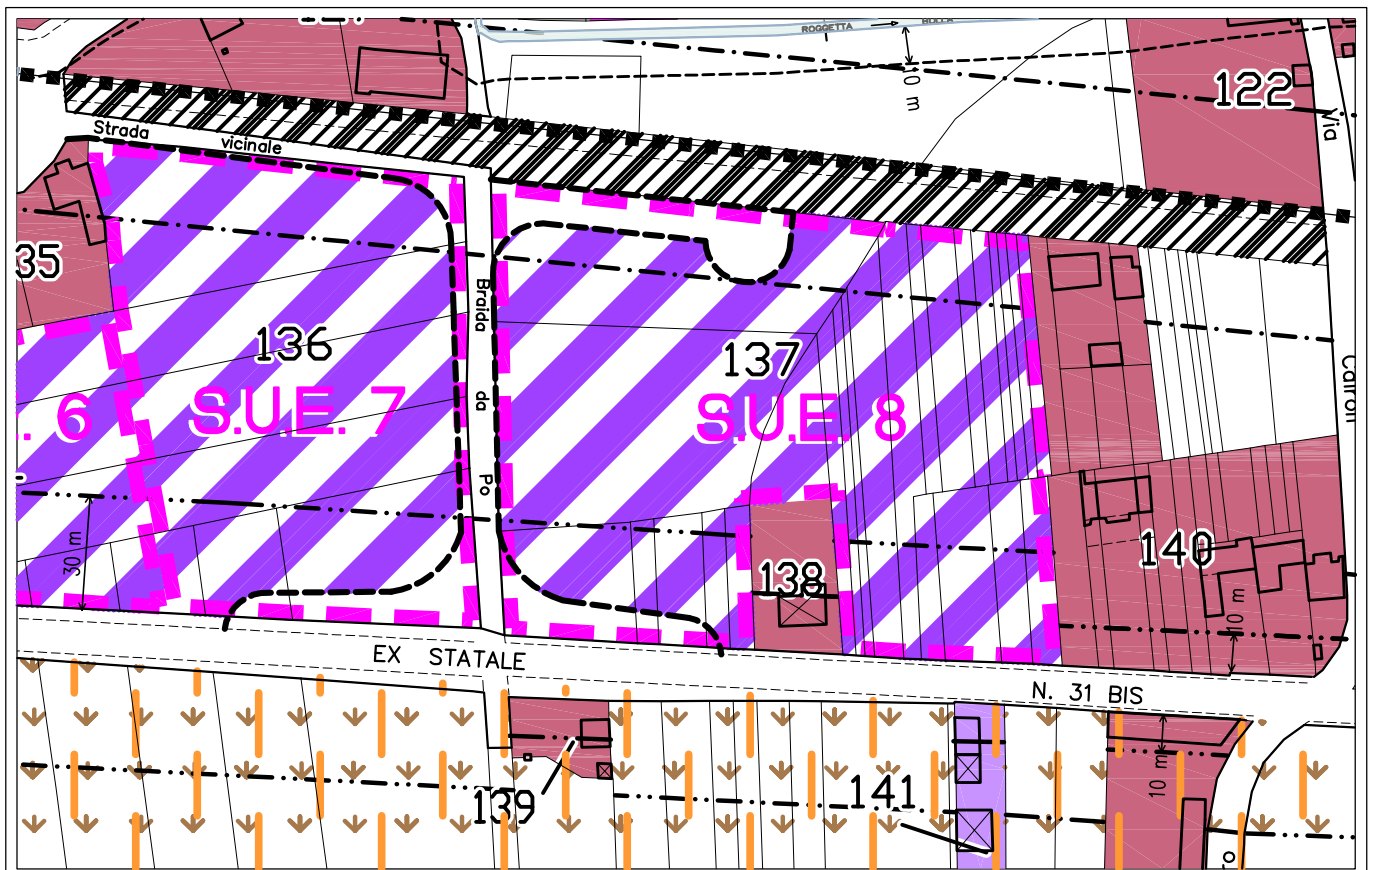 ROGGETTA BOLLA
10 m
122
Via
Strada vicinale
35
136
137
Braida
da
Po
S.U.E. 7
S.U.E. 8
. 6
30 m
138
140
10 m
EX STATALE
N. 31 BIS
139
141
10 m